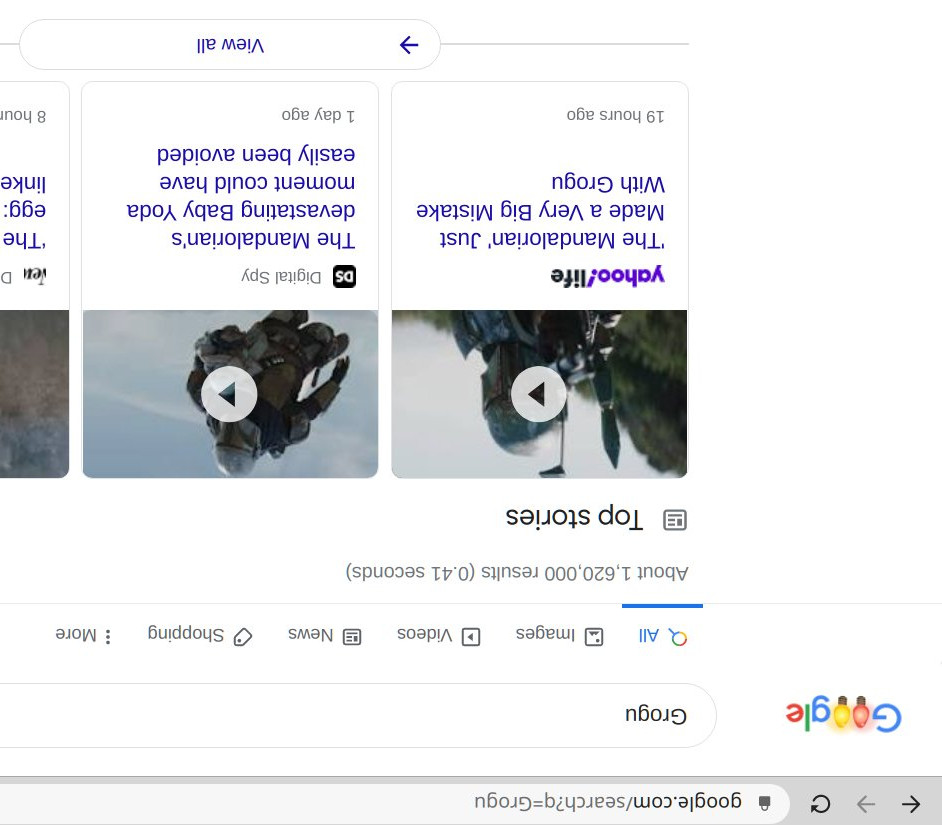 google.com/search?q=Grogu
Google
Grogu
All Images Videos News Shopping More
About 1,620,000 results (0.41 seconds)
Top stories
yahoo!life
'The Mandalorian' Just
Made a Very Big Mistake
With Grogu
19 hours ago
DS Digital Spy
The Mandalorian's
devastating Baby Yoda
moment could have
easily been avoided
1 day ago
D
'The
egg:
linke
8 hour
View all